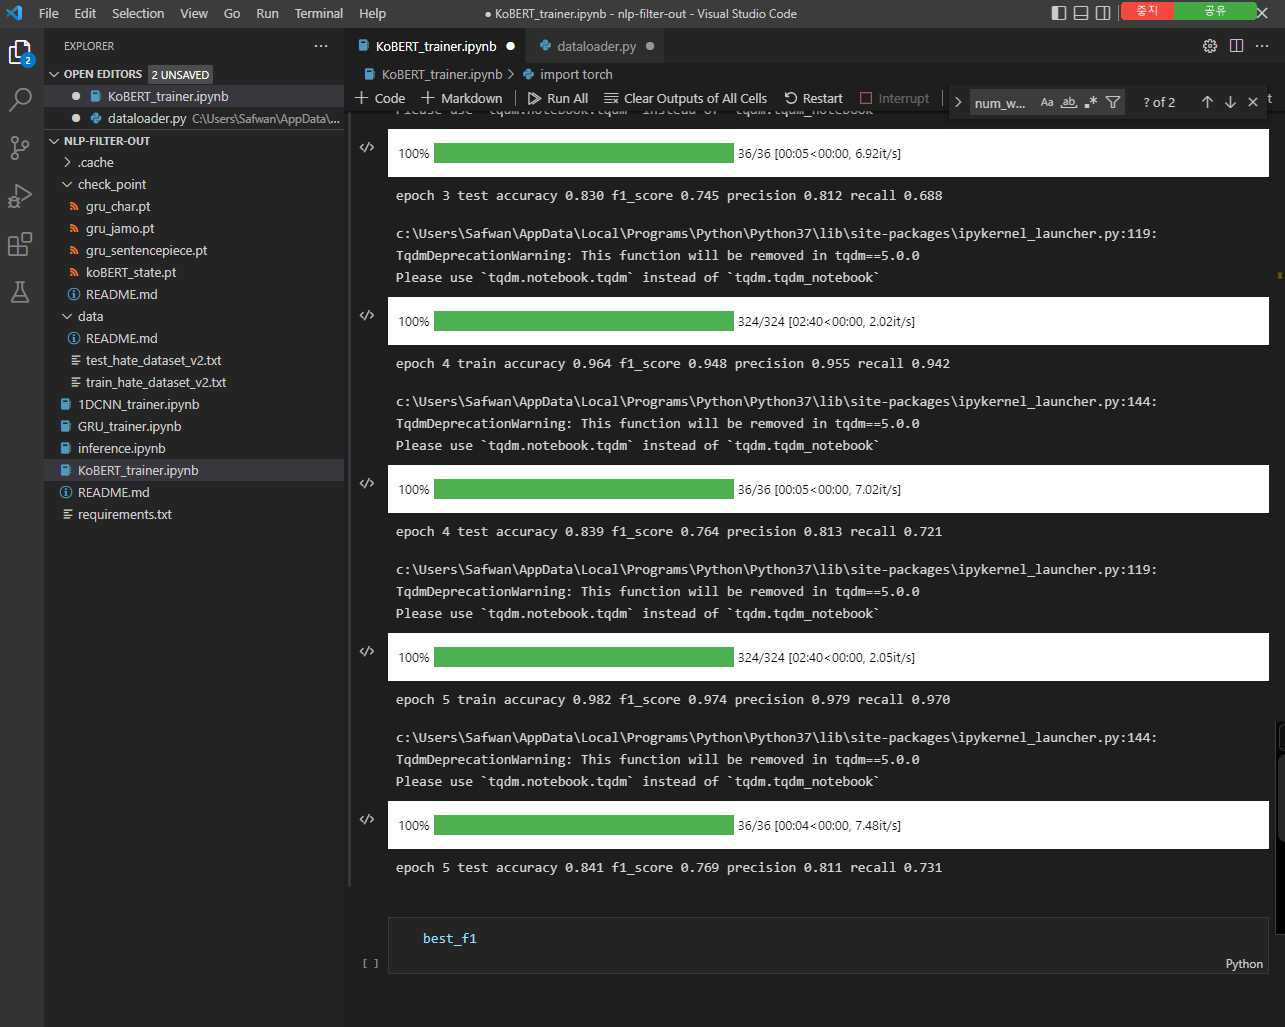 File Edit Selection View Go Run Terminal Help
● KoBERT_trainer.ipynb - nlp-filter-out - Visual Studio Code
중지 공유
EXPLORER
OPEN EDITORS 2 UNSAVED
KoBERT_trainer.ipynb
dataloader.py C:\Users\Safwan\AppData\...
NLP-FILTER-OUT
.cache
check_point
gru_char.pt
gru_jamo.pt
gru_sentencepiece.pt
koBERT_state.pt
README.md
data
README.md
test_hate_dataset_v2.txt
train_hate_dataset_v2.txt
1DCNN_trainer.ipynb
GRU_trainer.ipynb
inference.ipynb
KoBERT_trainer.ipynb
README.md
requirements.txt
2
KoBERT_trainer.ipynb
dataloader.py
KoBERT_trainer.ipynb > import torch
+ Code + Markdown Run All Clear Outputs of All Cells Restart Interrupt
num_w... Aa ab .* ? of 2
Please use `tqdm.notebook.tqdm` instead of `tqdm.tqdm_notebook`
100% 36/36 [00:05<00:00, 6.92it/s]
epoch 3 test accuracy 0.830 f1_score 0.745 precision 0.812 recall 0.688
c:\Users\Safwan\AppData\Local\Programs\Python\Python37\lib\site-packages\ipykernel_launcher.py:119:
TqdmDeprecationWarning: This function will be removed in tqdm==5.0.0
Please use `tqdm.notebook.tqdm` instead of `tqdm.tqdm_notebook`
100% 324/324 [02:40<00:00, 2.02it/s]
epoch 4 train accuracy 0.964 f1_score 0.948 precision 0.955 recall 0.942
c:\Users\Safwan\AppData\Local\Programs\Python\Python37\lib\site-packages\ipykernel_launcher.py:144:
TqdmDeprecationWarning: This function will be removed in tqdm==5.0.0
Please use `tqdm.notebook.tqdm` instead of `tqdm.tqdm_notebook`
100% 36/36 [00:05<00:00, 7.02it/s]
epoch 4 test accuracy 0.839 f1_score 0.764 precision 0.813 recall 0.721
c:\Users\Safwan\AppData\Local\Programs\Python\Python37\lib\site-packages\ipykernel_launcher.py:119:
TqdmDeprecationWarning: This function will be removed in tqdm==5.0.0
Please use `tqdm.notebook.tqdm` instead of `tqdm.tqdm_notebook`
100% 324/324 [02:40<00:00, 2.05it/s]
epoch 5 train accuracy 0.982 f1_score 0.974 precision 0.979 recall 0.970
c:\Users\Safwan\AppData\Local\Programs\Python\Python37\lib\site-packages\ipykernel_launcher.py:144:
TqdmDeprecationWarning: This function will be removed in tqdm==5.0.0
Please use `tqdm.notebook.tqdm` instead of `tqdm.tqdm_notebook`
100% 36/36 [00:04<00:00, 7.48it/s]
epoch 5 test accuracy 0.841 f1_score 0.769 precision 0.811 recall 0.731
best_f1
[ ]
Python